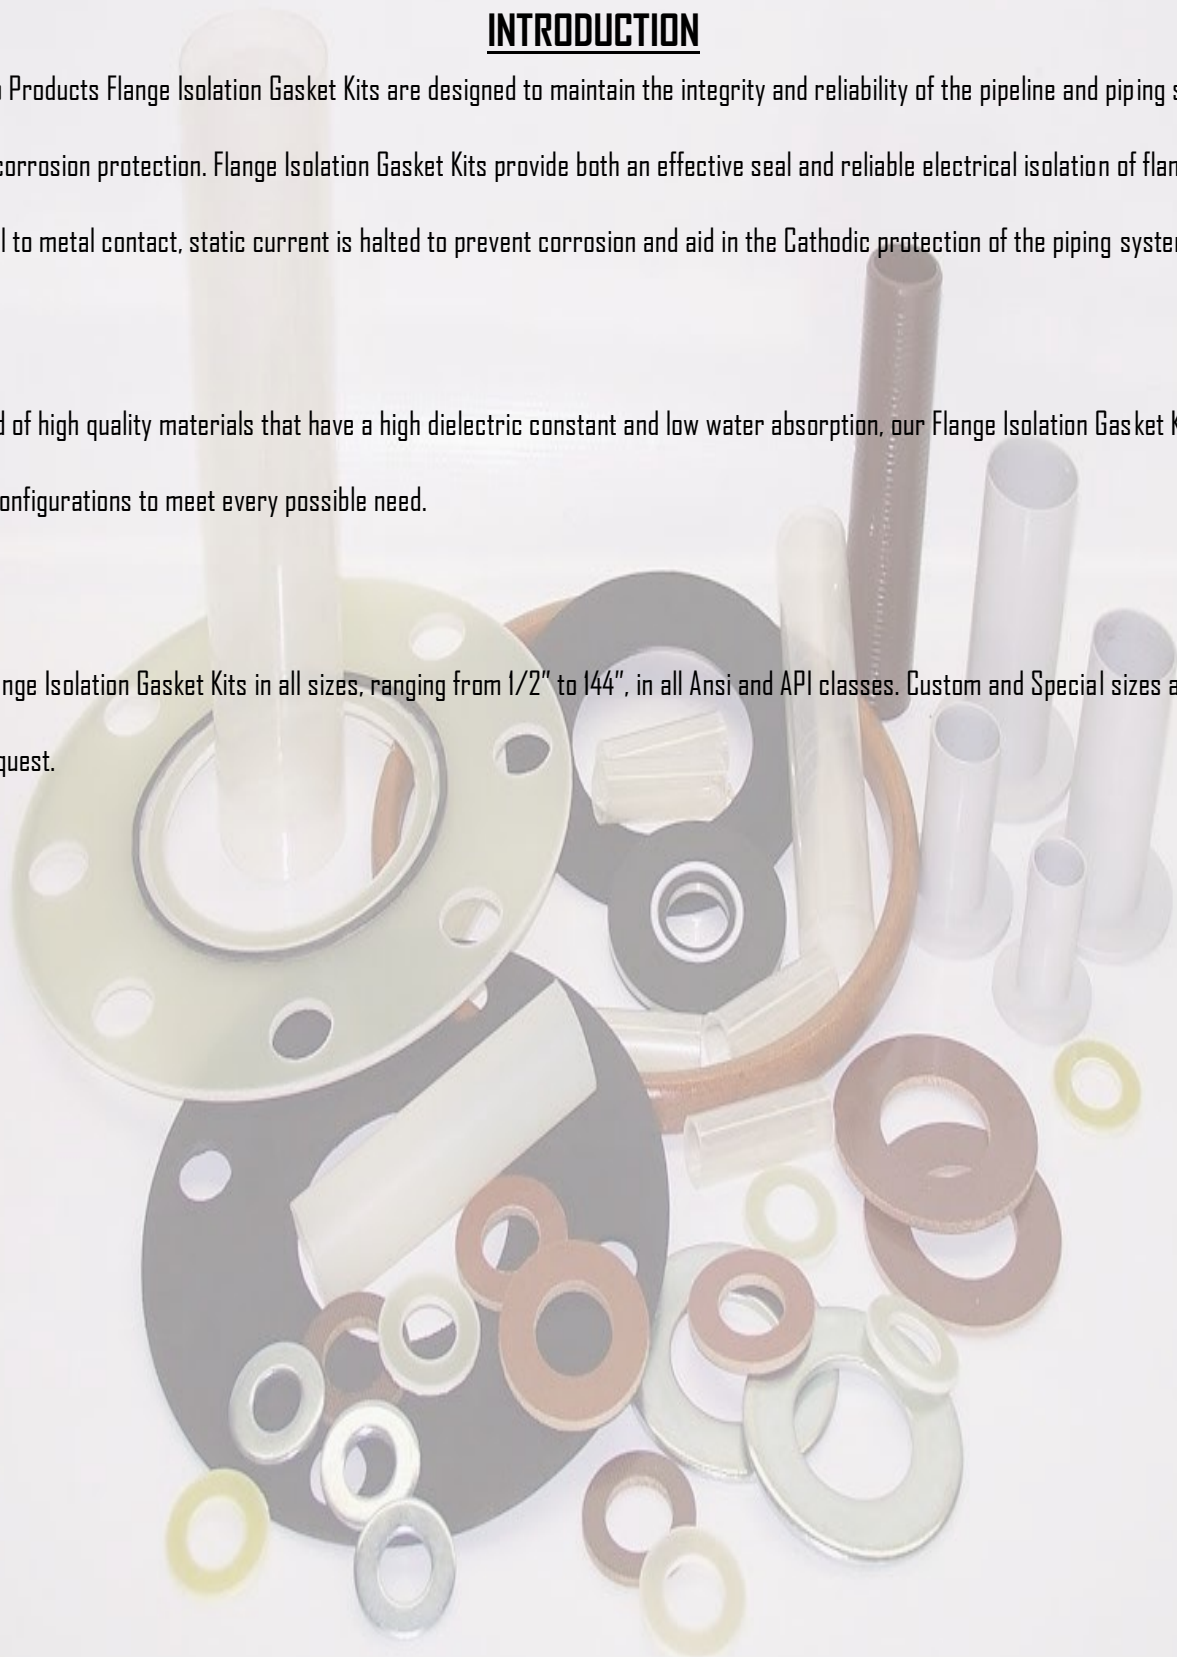 INTRODUCTION
Products Flange Isolation Gasket Kits are designed to maintain the integrity and reliability of the pipeline and piping
corrosion protection. Flange Isolation Gasket Kits provide both an effective seal and reliable electrical isolation of
to metal contact, static current is halted to prevent corrosion and aid in the Cathodic protection of the piping
of high quality materials that have a high dielectric constant and low water absorption, our Flange Isolation Gasket
onfigurations to meet every possible need.
nge Isolation Gasket Kits in all sizes, ranging from 1/2" to 144", in all Ansi and API classes. Custom and Special sizes
quest.